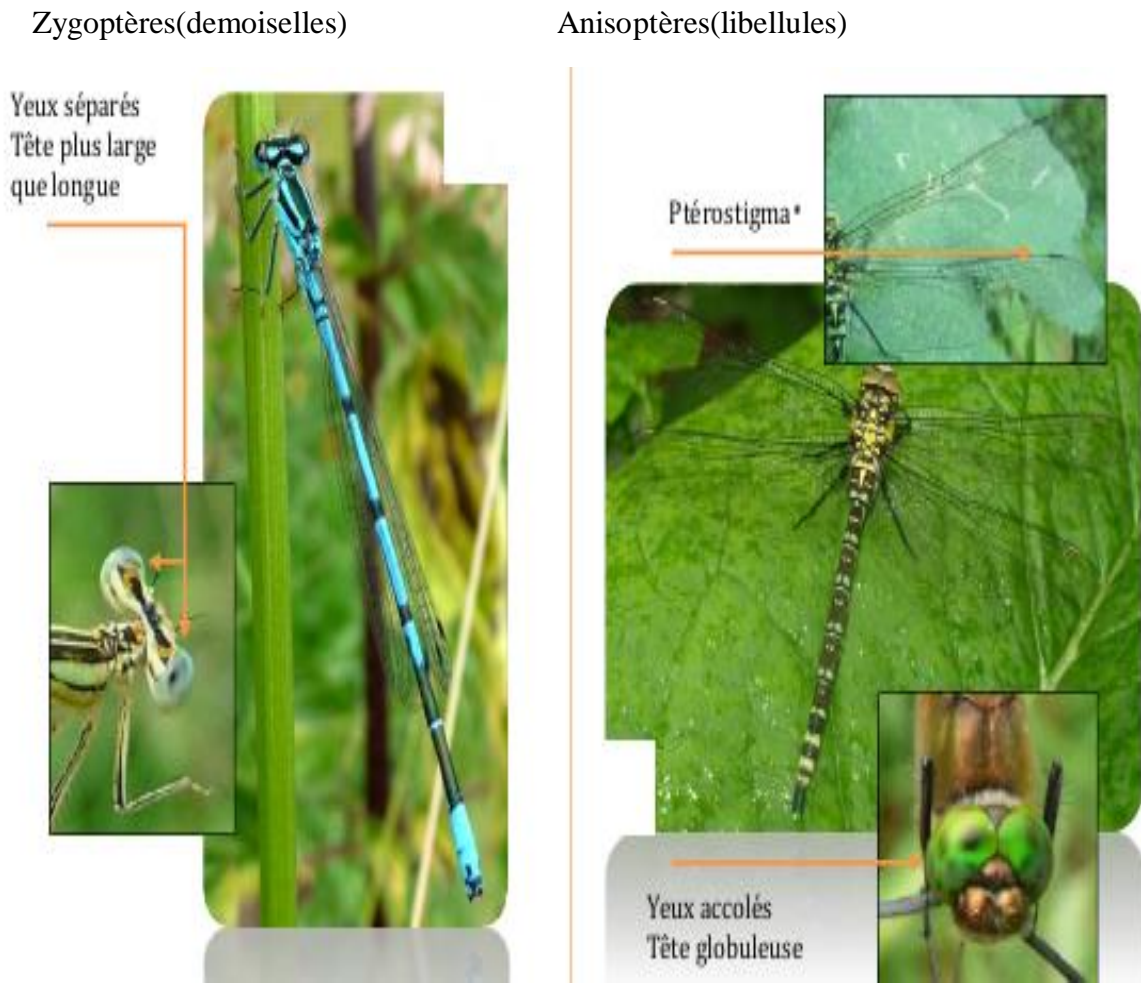 Zygoptères(demoiselles)
Anisoptères(libellules)
Yeux séparés
Tête plus large
que longue
Ptérostigma*
Yeux accolés
Tête globuleuse